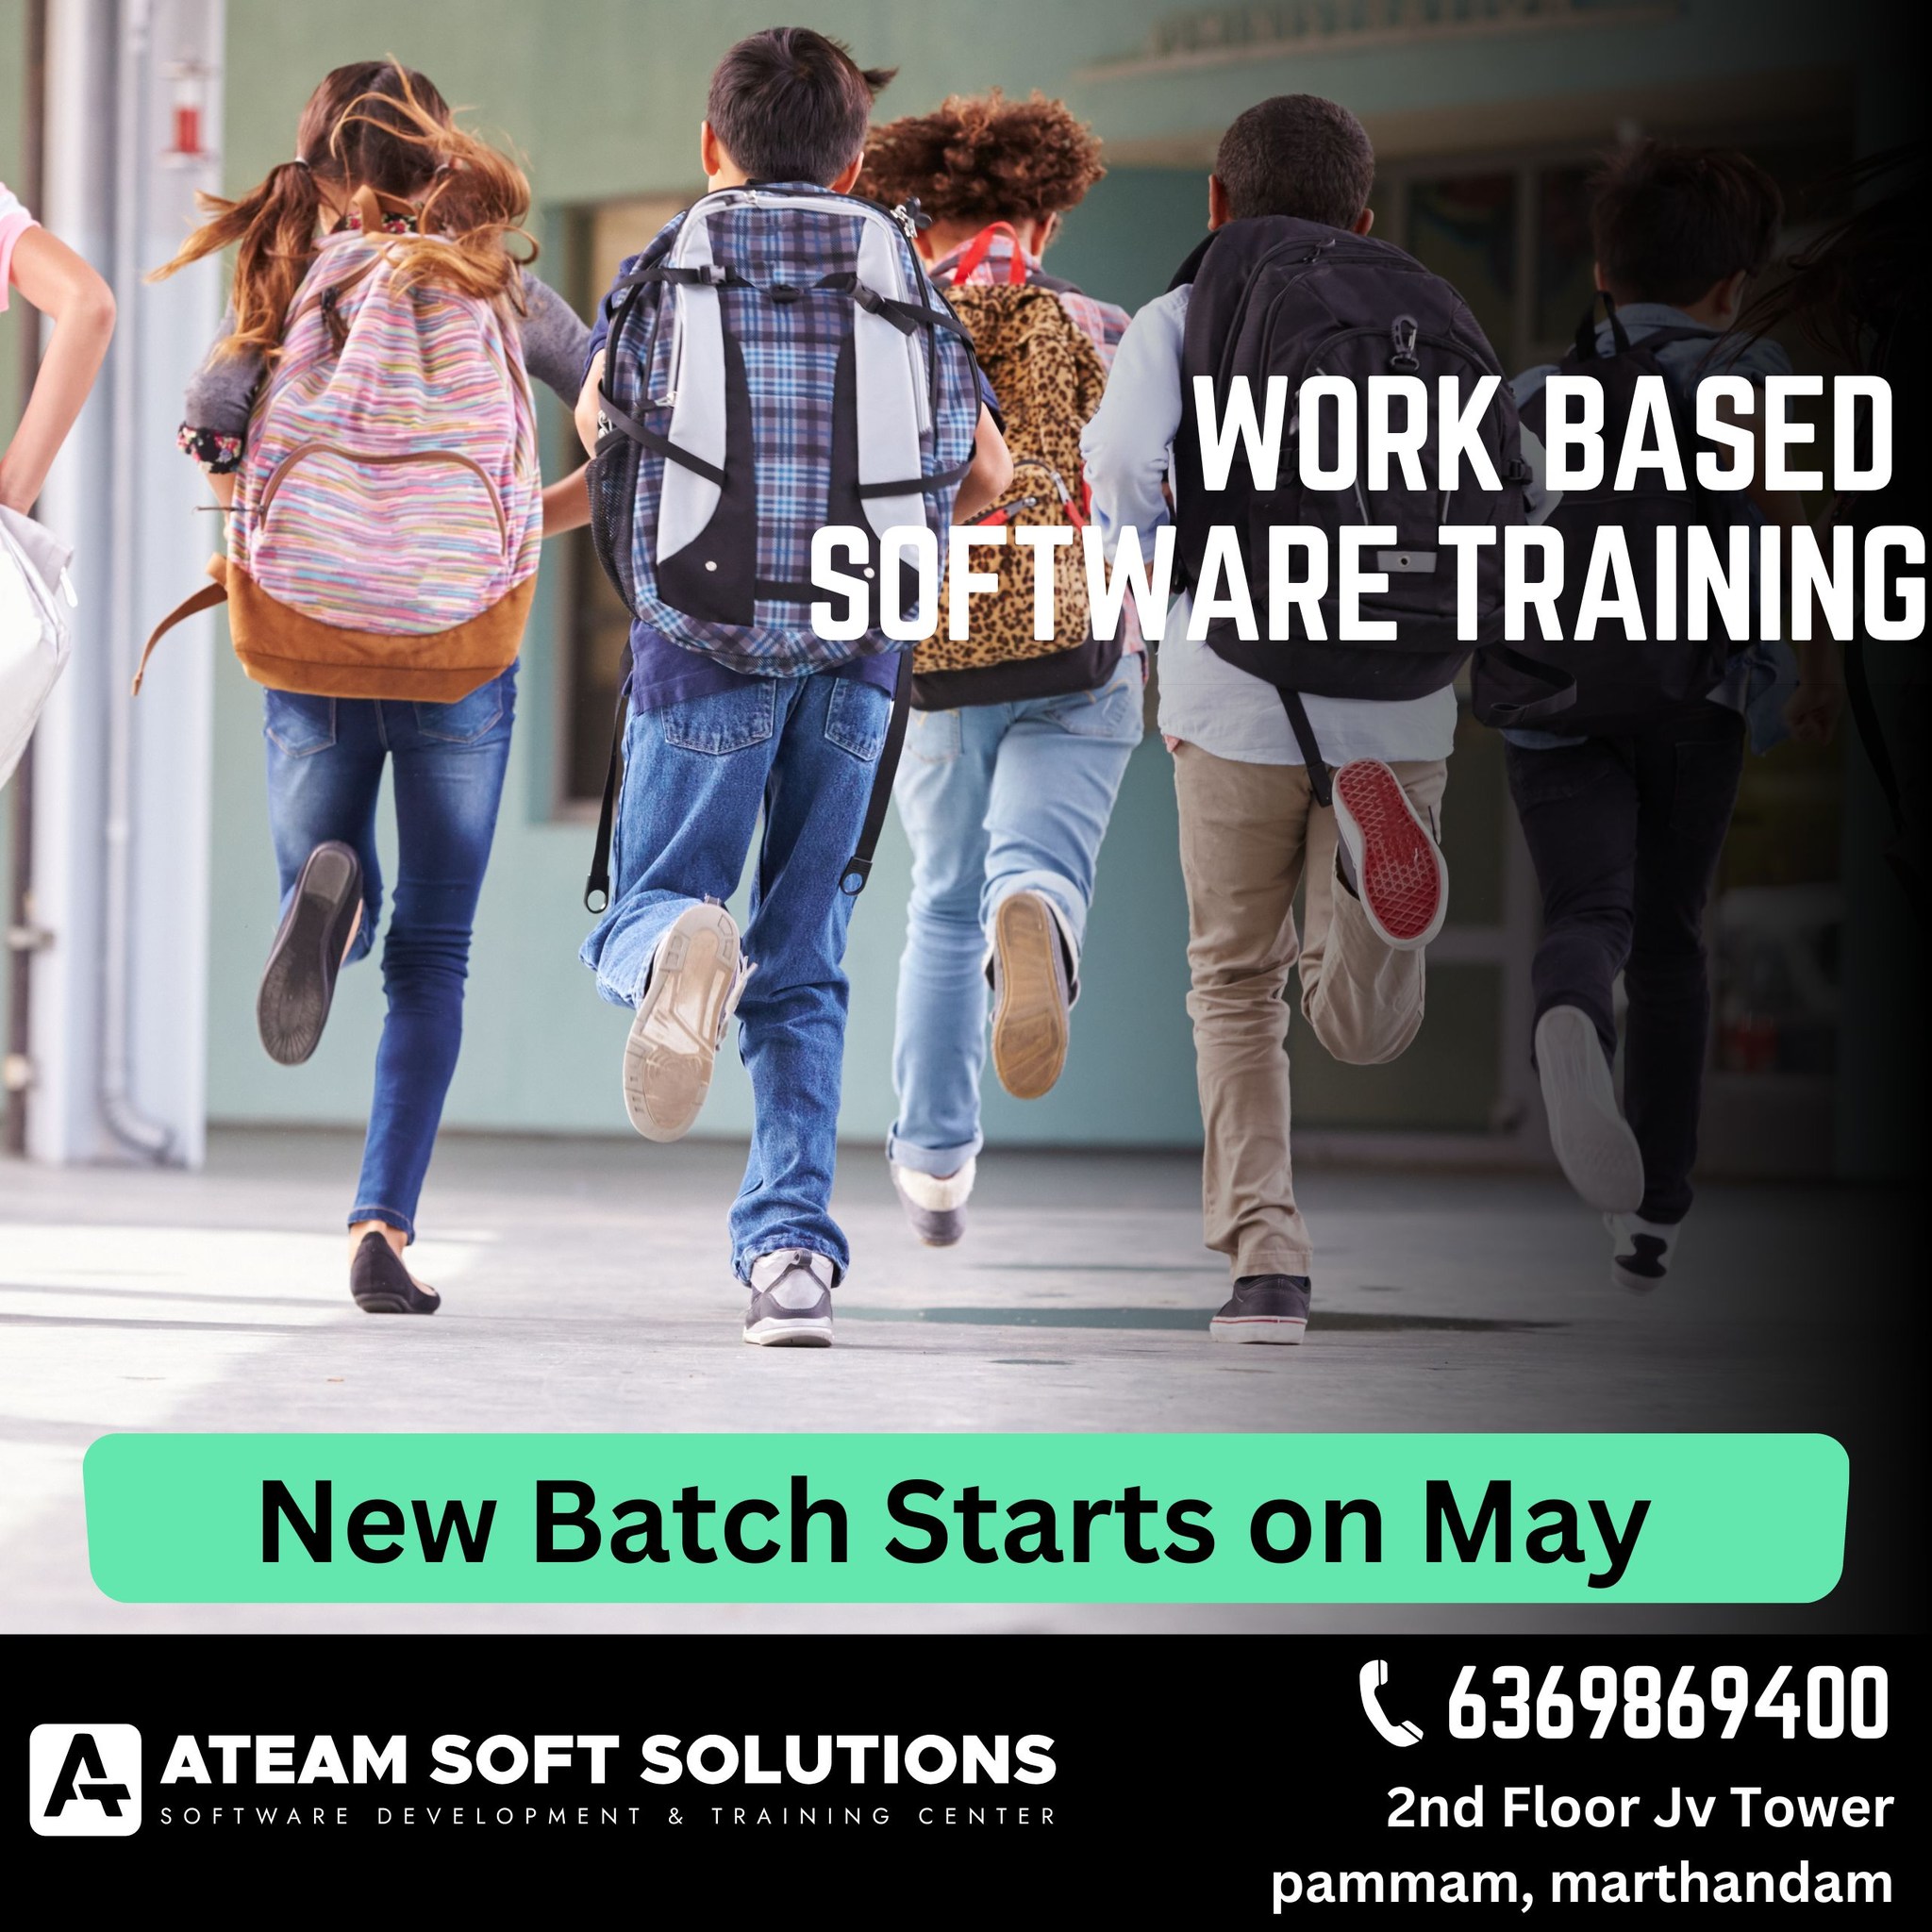 WORK BASED
SOFTWARE TRAINING
New Batch Starts on May
ATEAM SOFT SOLUTIONS
SOFTWARE DEVELOPMENT & TRAINING CENTER
6369869400
2nd Floor Jv Tower
pammam, marthandam